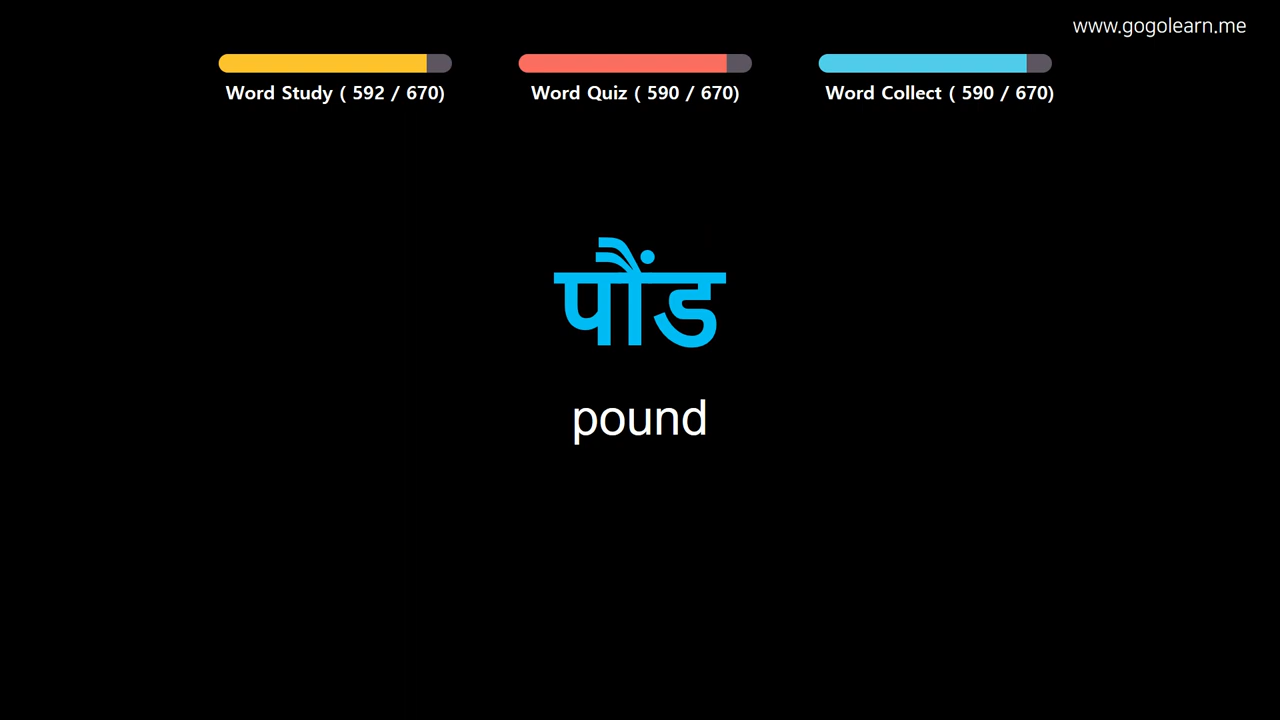 www.gogolearn.me
Word Study ( 592 / 670)
Word Quiz ( 590 / 670)
Word Collect ( 590 / 670)
पौंड
pound